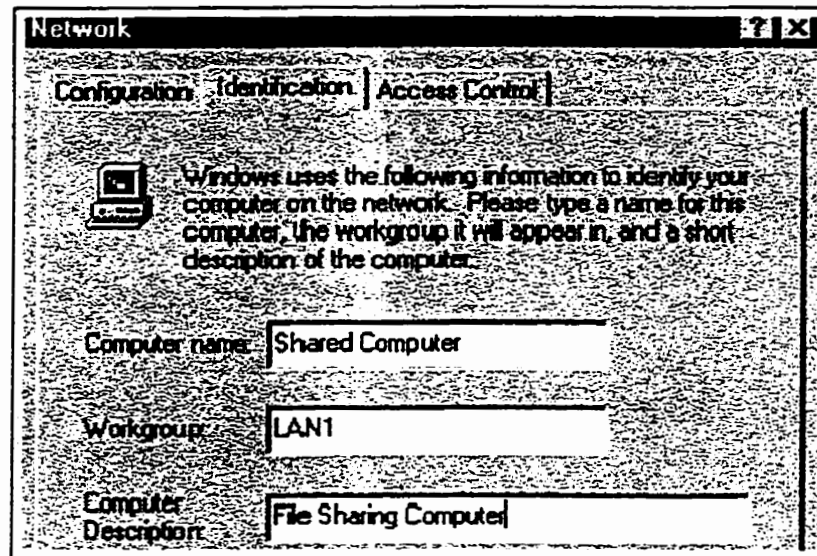 Network
Configuration Identification Access Control
Windows uses the following information to identify your
computer on the network. Please type a name for this
computer, the workgroup it will appear in, and a short
description of the computer.
Computer name: Shared Computer
Workgroup: LAN1
Computer
Description: File Sharing Computer